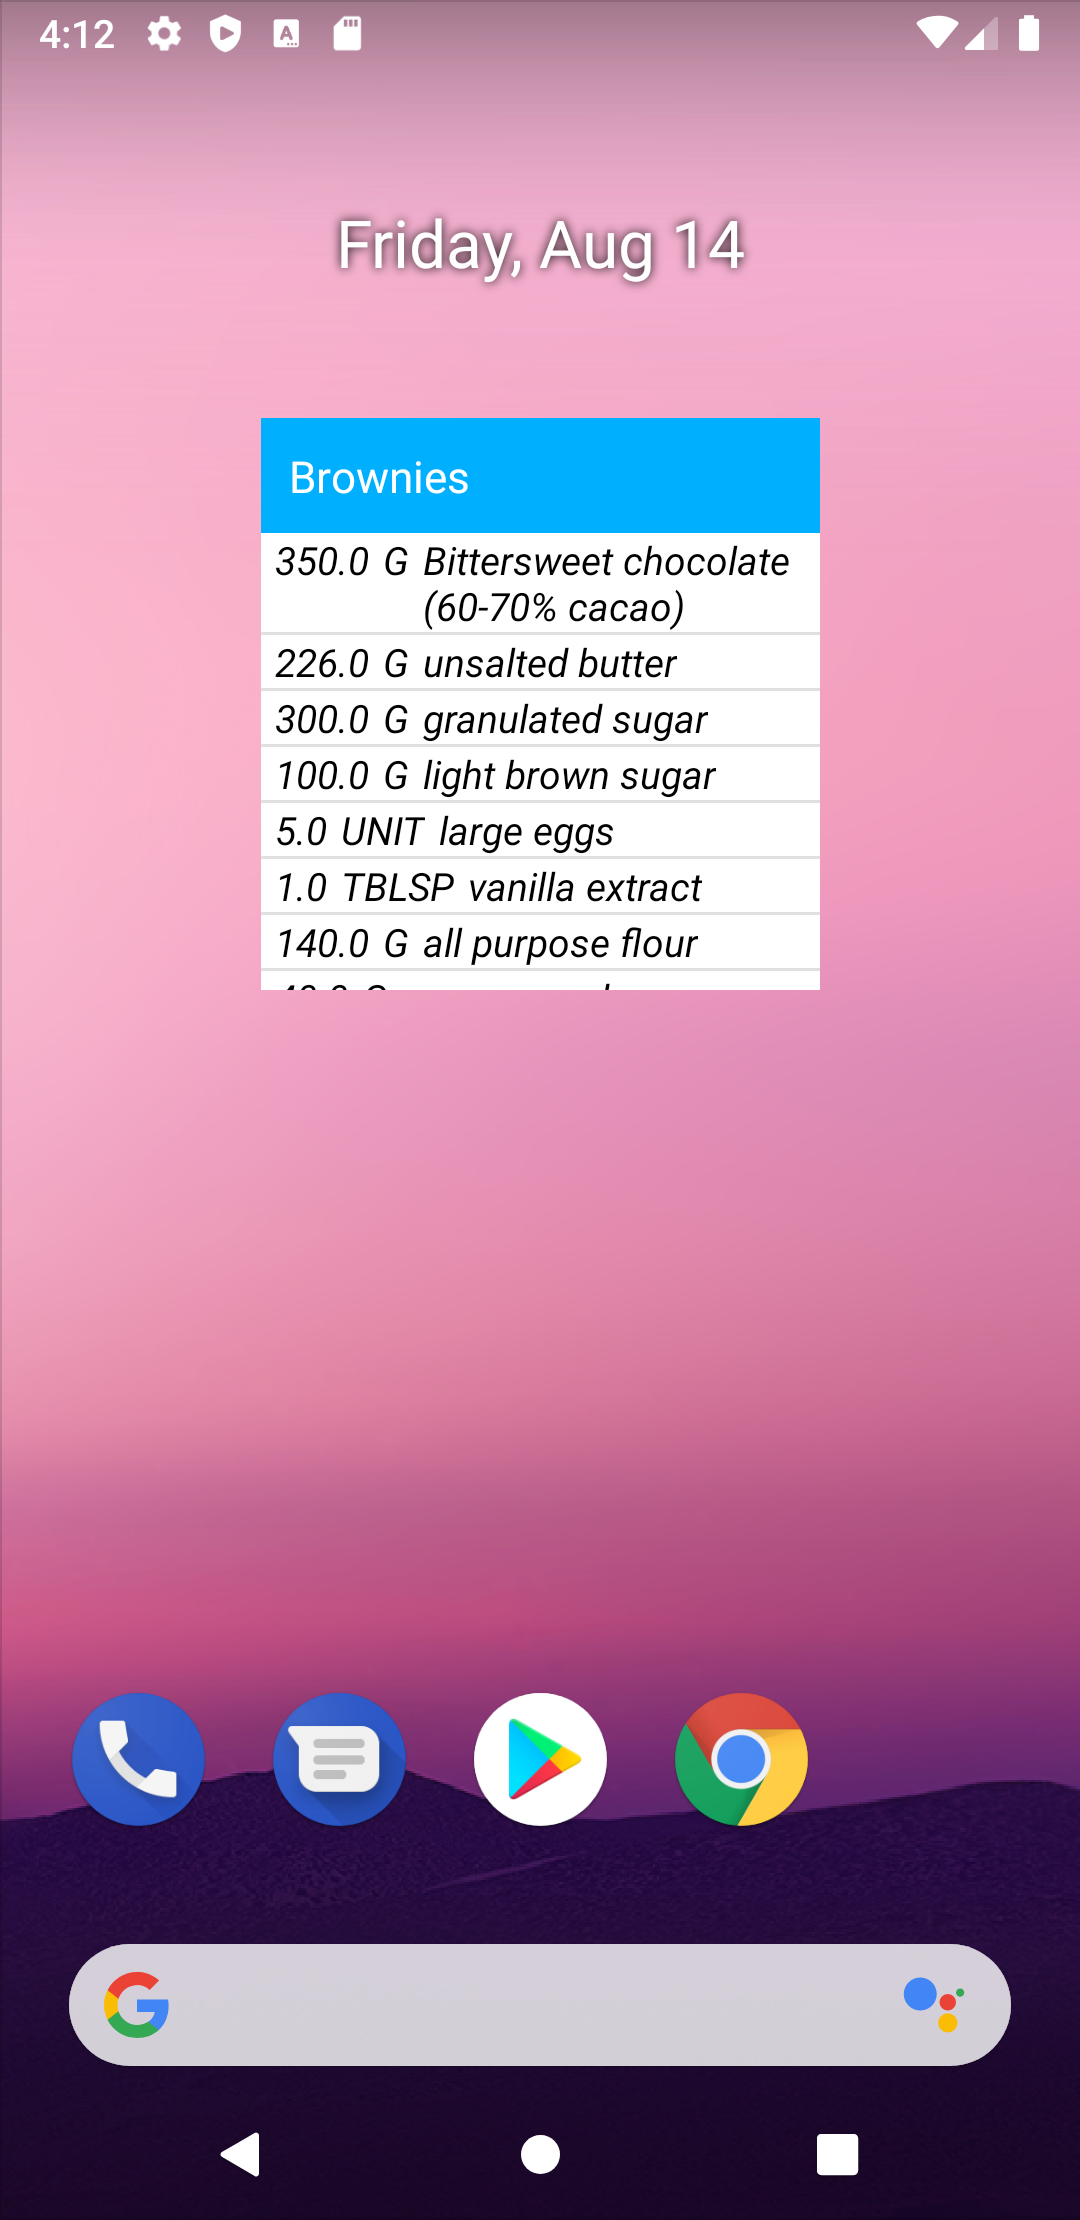 4:12
Friday, Aug 14
Brownies
350.0 G Bittersweet chocolate
(60-70% cacao)
226.0 G unsalted butter
300.0 G granulated sugar
100.0 G light brown sugar
5.0 UNIT large eggs
1.0 TBLSP vanilla extract
140.0 G all purpose flour